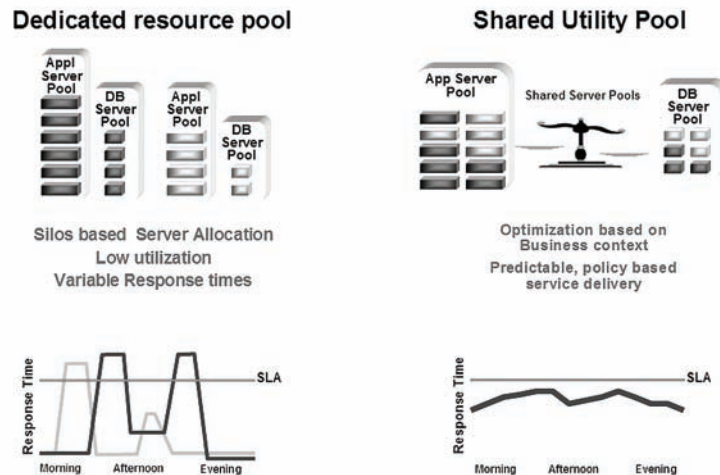 Dedicated resource pool
Appl
Server
Pool
DB
Server
Pool
Appl
Server
Pool
DB
Server
Pool
Silos based Server Allocation
Low utilization
Variable Response times
Response Time
SLA
Morning
Afternoon
Evening
Shared Utility Pool
App Server
Pool
Shared Server Pools
DB
Server
Pool
Optimization based on
Business context
Predictable, policy based
service delivery
Response Time
SLA
Morning
Afternoon
Evening